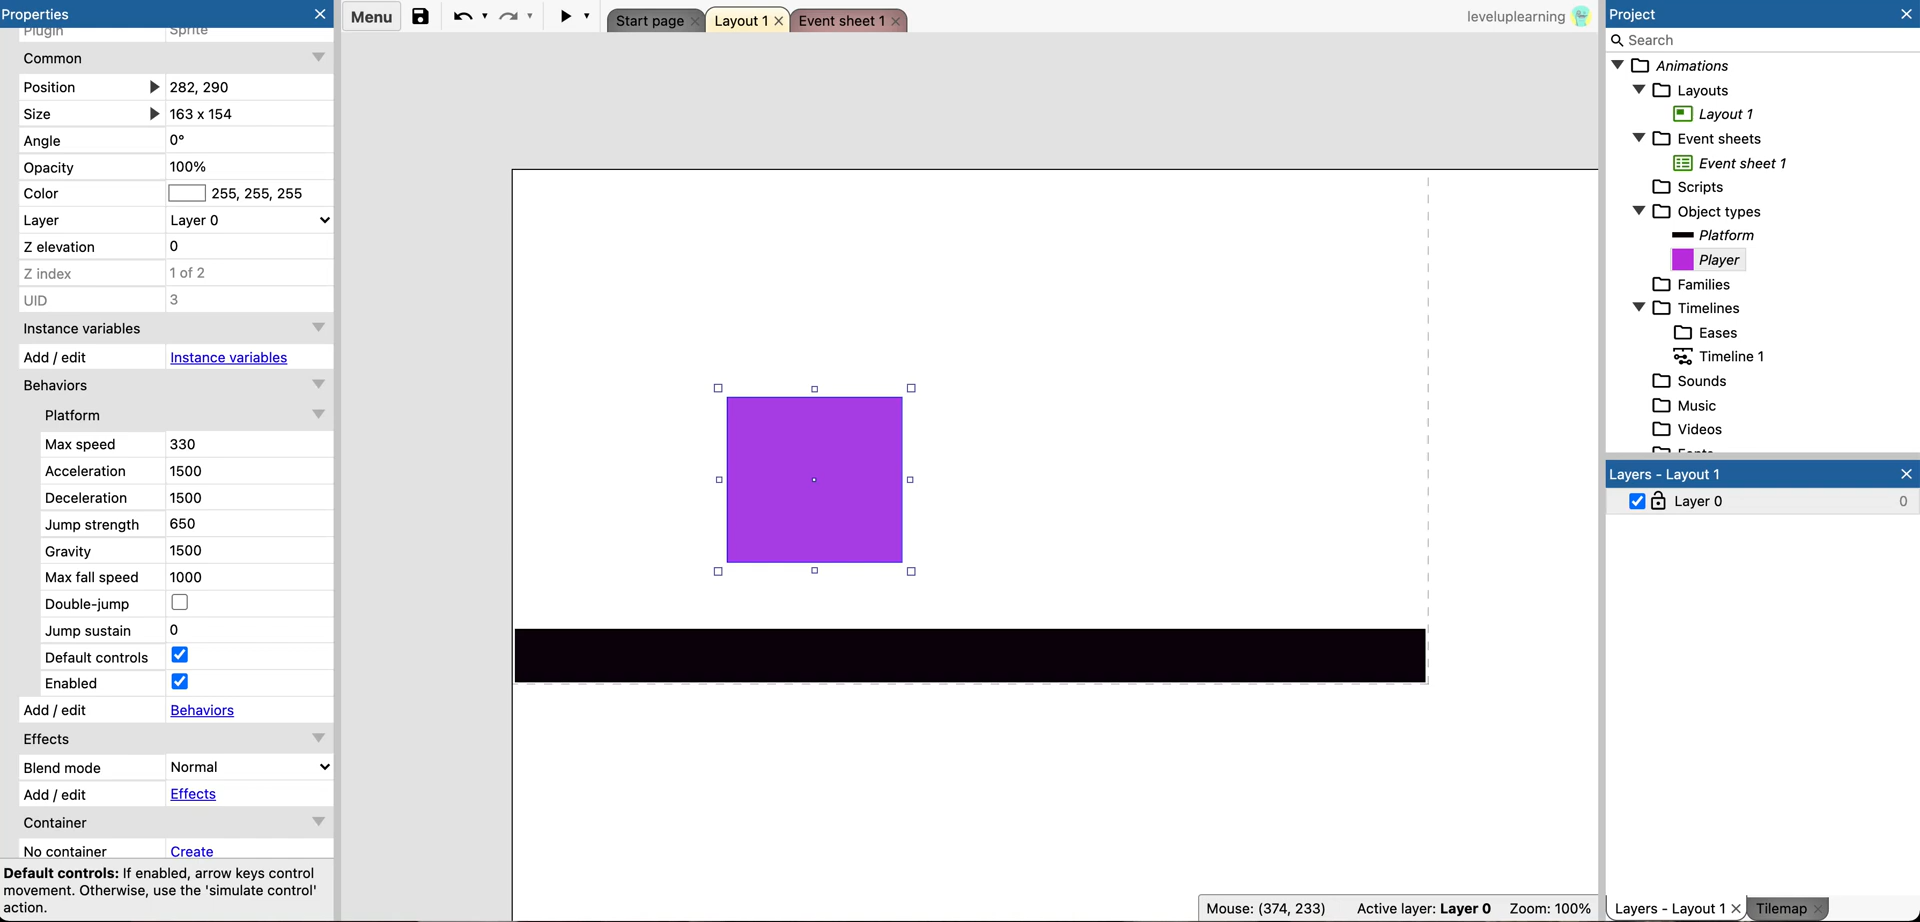 Properties
Plugin Sprite
Common
Position 282, 290
Size 163 x 154
Angle 0°
Opacity 100%
Color 255, 255, 255
Layer Layer 0
Z elevation 0
Z index 1 of 2
UID 3
Instance variables
Add / edit Instance variables
Behaviors
Platform
Max speed 330
Acceleration 1500
Deceleration 1500
Jump strength 650
Gravity 1500
Max fall speed 1000
Double-jump
Jump sustain 0
Default controls
Enabled
Add / edit Behaviors
Effects
Blend mode Normal
Add / edit Effects
Container
No container Create
Default controls: If enabled, arrow keys control
movement. Otherwise, use the 'simulate control'
action.
Menu
Start page
Layout 1
Event sheet 1
leveluplearning
Mouse: (374, 233) Active layer: Layer 0 Zoom: 100%
Project
Search
Animations
Layouts
Layout 1
Event sheets
Event sheet 1
Scripts
Object types
Platform
Player
Families
Timelines
Eases
Timeline 1
Sounds
Music
Videos
Fonts
Layers - Layout 1
Layer 0 0
Layers - Layout 1
Tilemap